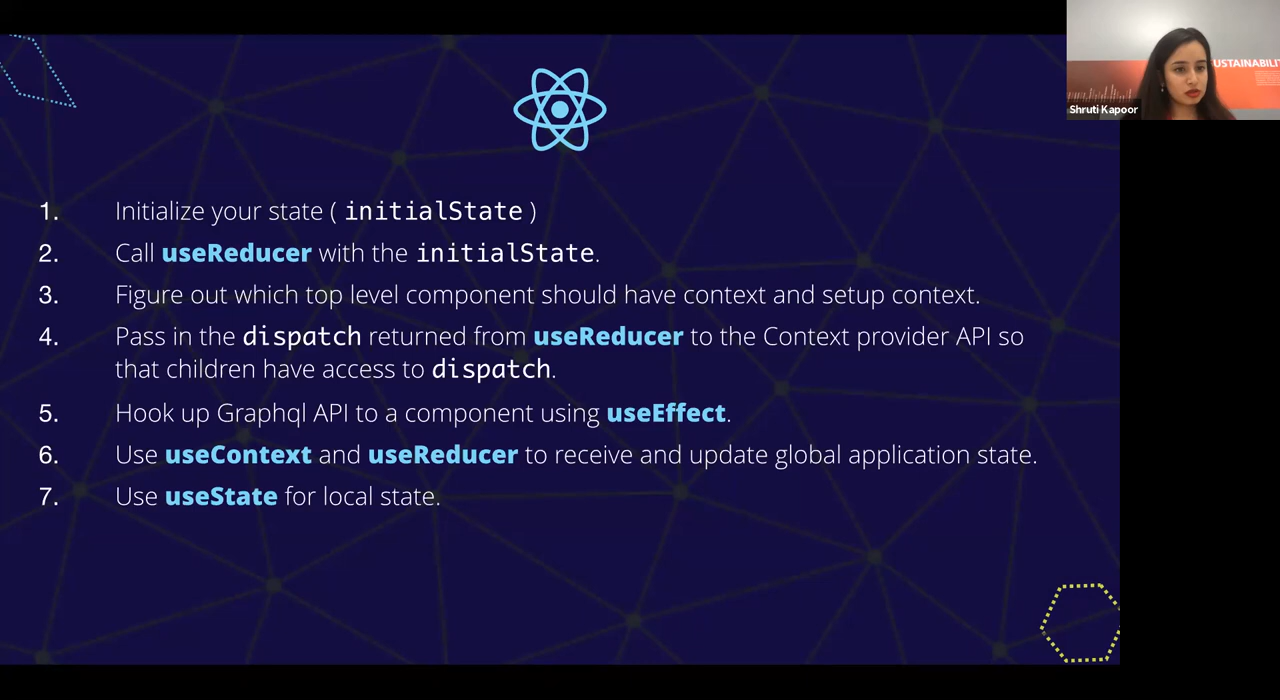 USTAINABILIT
Shruti Kapoor
1. Initialize your state ( initialState )
2. Call useReducer with the initialState.
3. Figure out which top level component should have context and setup context.
4. Pass in the dispatch returned from useReducer to the Context provider API so
that children have access to dispatch.
5. Hook up Graphql API to a component using useEffect.
6. Use useContext and useReducer to receive and update global application state.
7. Use useState for local state.